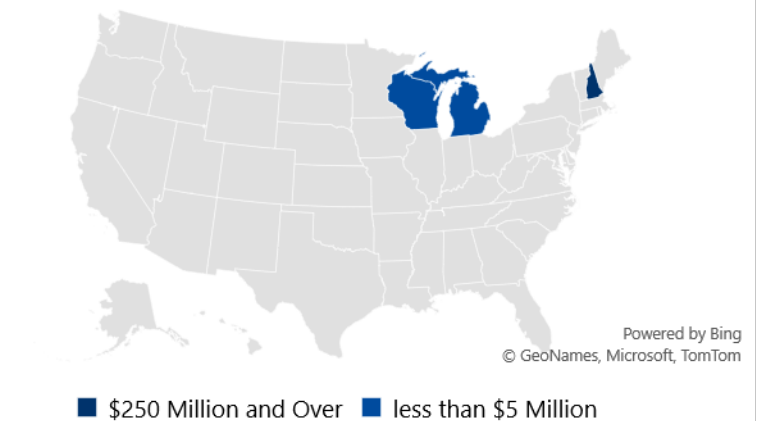 Powered by Bing
© GeoNames, Microsoft, TomTom
$250 Million and Over
less than $5 Million